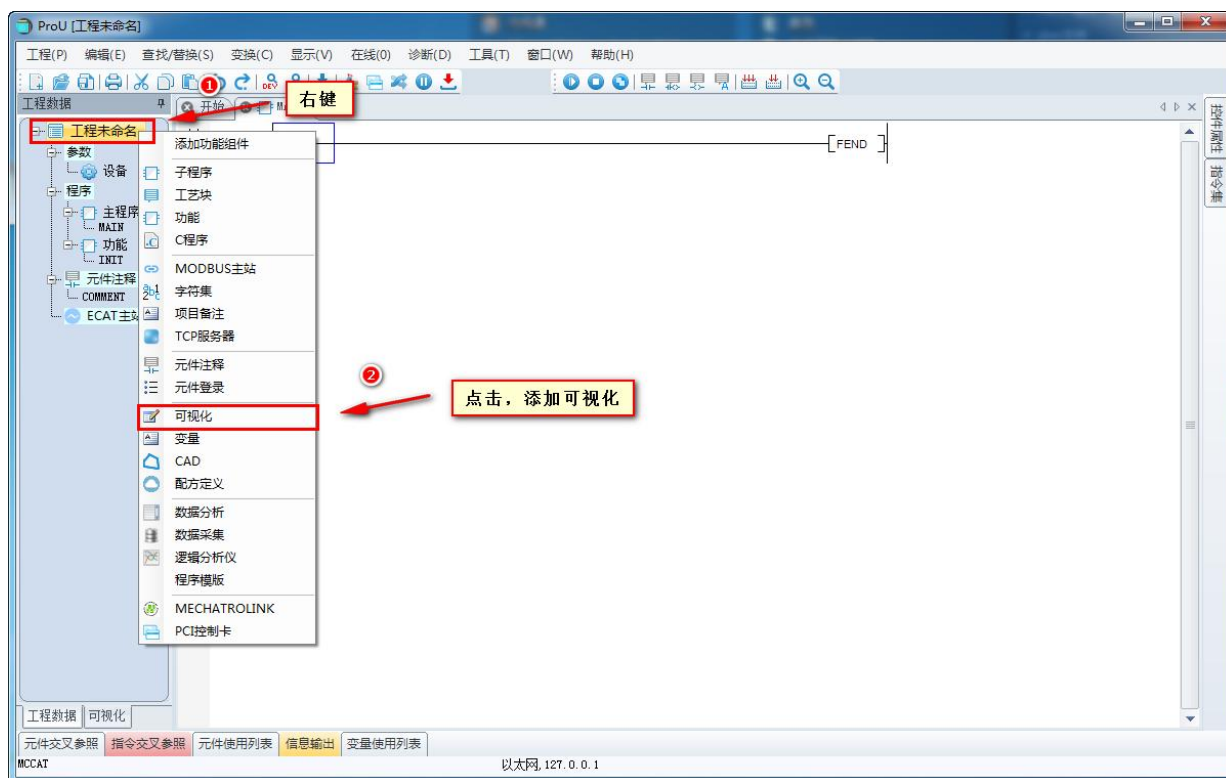 ProU [工程未命名]
工程(P) 编辑(E) 查找/替换(S) 变换(C) 显示(V) 在线(O) 诊断(D) 工具(T) 窗口(W) 帮助(H)
DEV
工程数据
开始
1
右键
控件属性
指令集
工程未命名
参数
设备
程序
主程序
MAIN
功能
INIT
元件注释
COMMENT
ECAT主站
FEND
添加功能组件
子程序
工艺块
功能
C程序
MODBUS主站
字符集
项目备注
TCP服务器
元件注释
元件登录
可视化
变量
CAD
配方定义
数据分析
数据采集
逻辑分析仪
程序模版
MECHATROLINK
PCI控制卡
2
点击，添加可视化
工程数据 可视化
元件交叉参照 指令交叉参照 元件使用列表 信息输出 变量使用列表
MCCAT 以太网,127.0.0.1